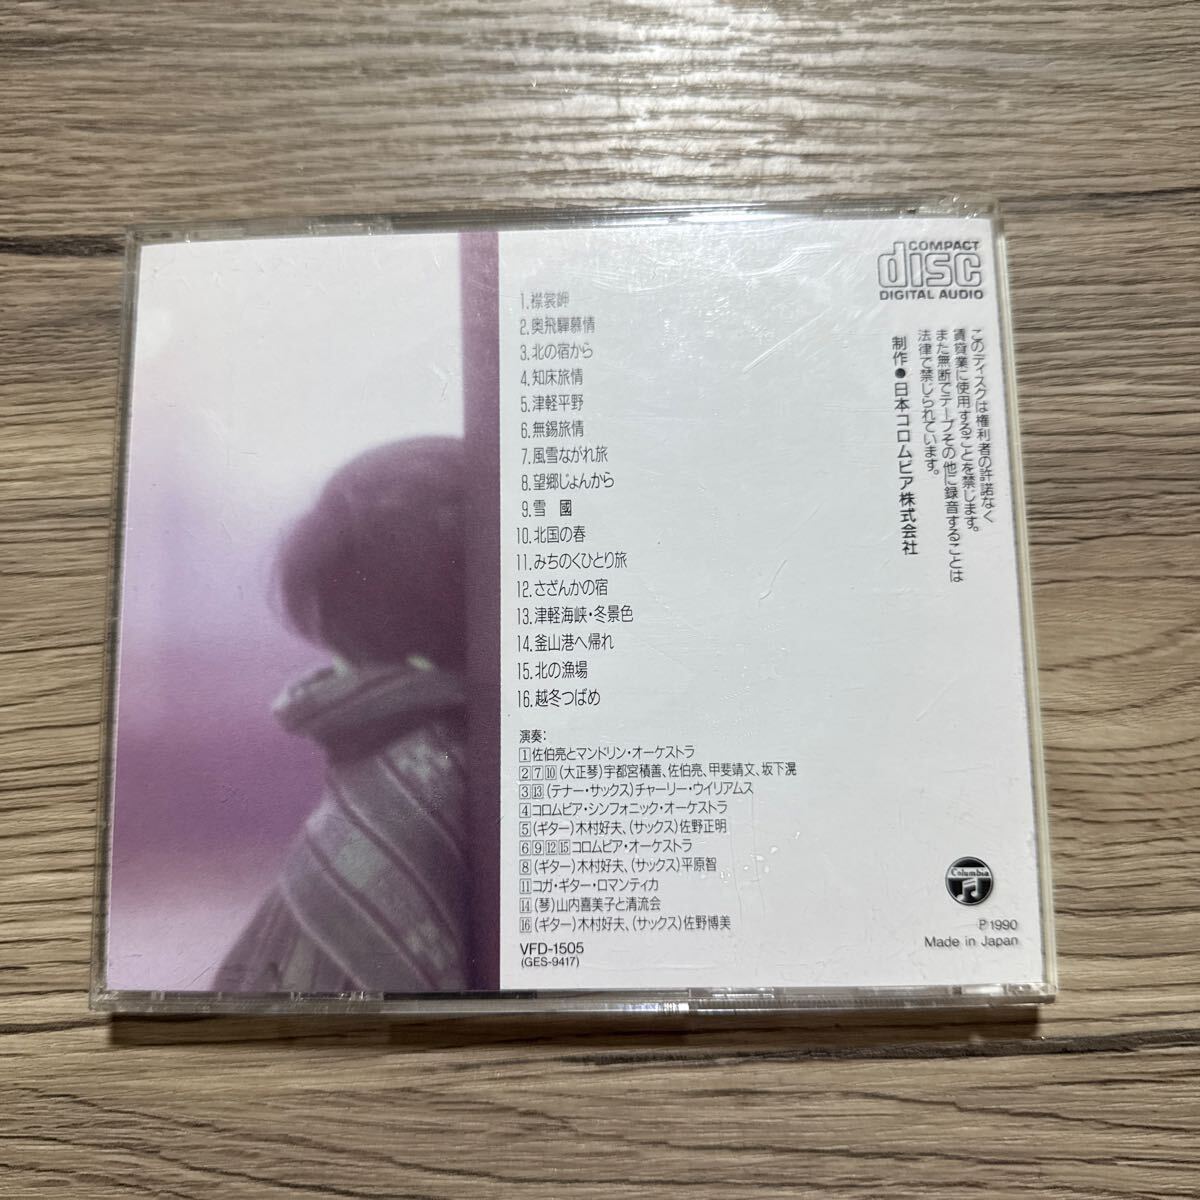 COMPACT
disc
DIGITAL AUDIO
このディスクは権利者の許諾なく
賃貸業に使用することを禁じます。
また無断でテープその他に録音することは
法律で禁じられています。
制作●日本コロムビア株式会社
1.襟裳岬
2.奥飛騨慕情
3.北の宿から
4.知床旅情
5.津軽平野
6.無錫旅情
7.風雪ながれ旅
8.望郷じょんから
9.雪　國
10.北国の春
11.みちのくひとり旅
12.さざんかの宿
13.津軽海峡・冬景色
14.釜山港へ帰れ
15.北の漁場
16.越冬つばめ
演奏:
1佐伯亮とマンドリン・オーケストラ
2 7 10(大正琴)宇都宮積善、佐伯亮、甲斐靖文、坂下滉
3 13(テナー・サックス)チャーリー・ウイリアムス
4コロムビア・シンフォニック・オーケストラ
5(ギター)木村好夫、(サックス)佐野正明
6 9 12 15コロムビア・オーケストラ
8(ギター)木村好夫、(サックス)平原智
11コガ・ギター・ロマンティカ
14(琴)山内喜美子と清流会
16(ギター)木村好夫、(サックス)佐野博美
VFD-1505
(GES-9417)
Columbia
P1990
Made in Japan